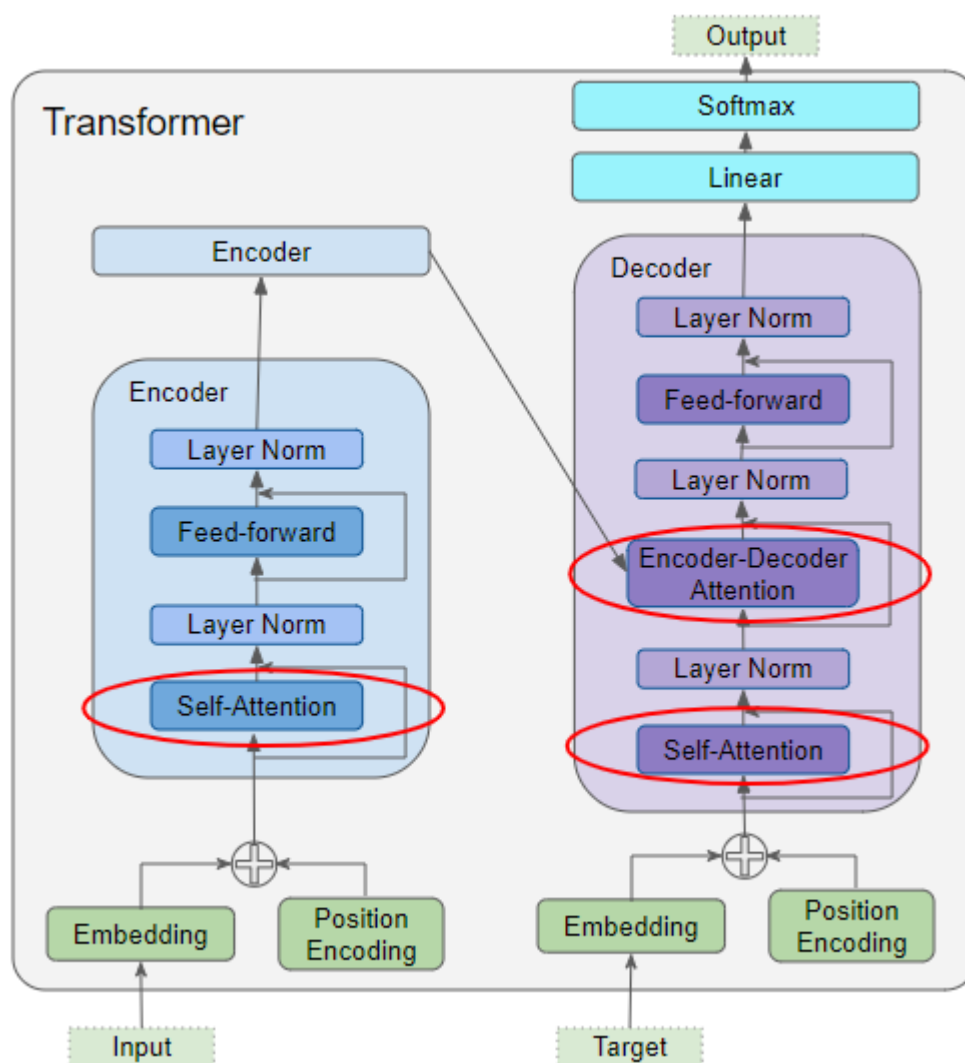 Output
Softmax
Transformer
Linear
Encoder
Decoder
Layer Norm
Encoder
Feed-forward
Layer Norm
Layer Norm
Feed-forward
Encoder-Decoder
Attention
Layer Norm
Layer Norm
Self-Attention
Self-Attention
Embedding
Position
Encoding
Embedding
Position
Encoding
Input
Target